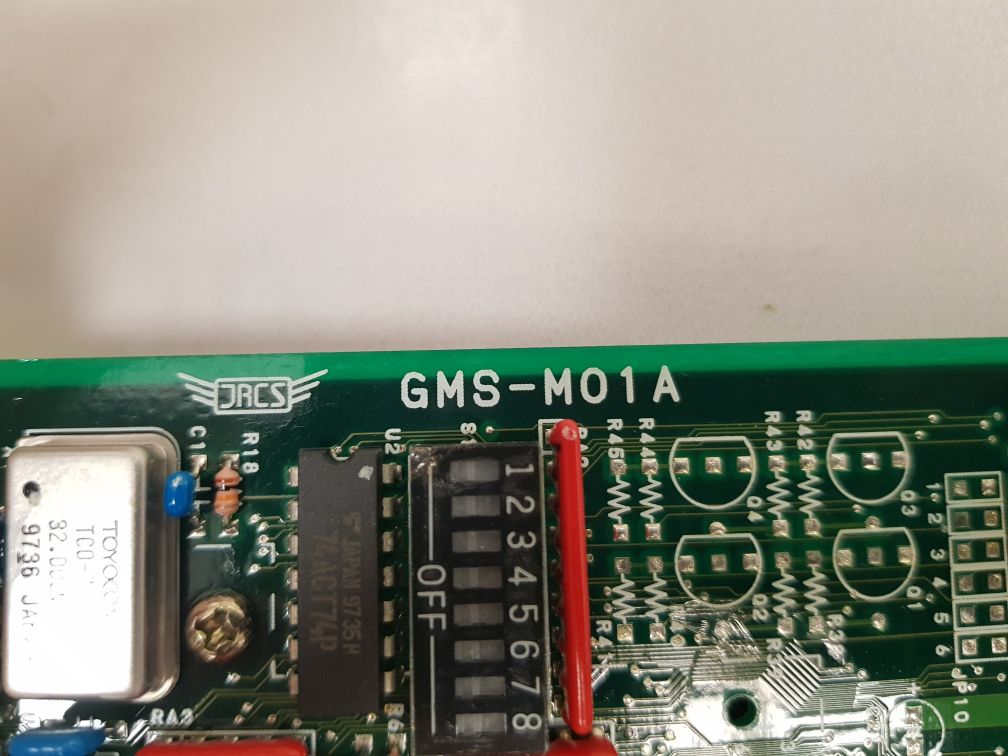 JRCS
GMS-M01A
C1
R18
U2
S1
R45
R44
Q4
R43
R42
Q3
1
2
3
4
5
6
JP10
TOYOCOM
32.000
9736
JAPAN 9735H
74ACT74P
OFF
1
2
3
4
5
6
7
8
Q2
Q1
RA3